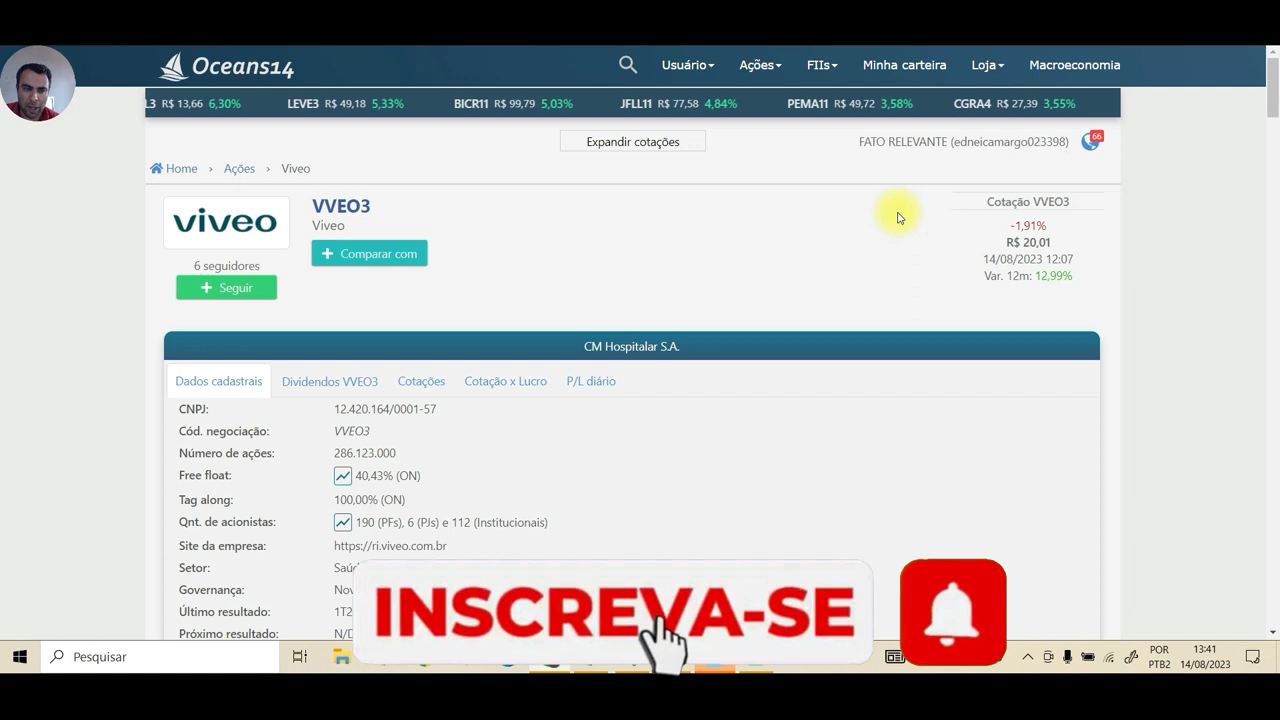 Oceans14
Usuário
Ações
FIIs
Minha carteira
Loja
Macroeconomia
L3 R$ 13,66 6,30% LEVE3 R$ 49,18 5,33% BICR11 R$ 99,79 5,03% JFLL11 R$ 77,58 4,84% PEMA11 R$ 49,72 3,58% CGRA4 R$ 27,39 3,55%
Expandir cotações
FATO RELEVANTE (edneicamargo023398)
66
Home › Ações › Viveo
viveo
6 seguidores
+ Seguir
VVEO3
Viveo
+ Comparar com
Cotação VVEO3
-1,91%
R$ 20,01
14/08/2023 12:07
Var. 12m: 12,99%
CM Hospitalar S.A.
Dados cadastrais
Dividendos VVEO3
Cotações
Cotação x Lucro
P/L diário
CNPJ: 12.420.164/0001-57
Cód. negociação: VVEO3
Número de ações: 286.123.000
Free float: 40,43% (ON)
Tag along: 100,00% (ON)
Qnt. de acionistas: 190 (PFs), 6 (PJs) e 112 (Institucionais)
Site da empresa: https://ri.viveo.com.br
Setor:
Governança:
Último resultado:
Próximo resultado:
INSCREVA-SE
Pesquisar
POR
PTB2
13:41
14/08/2023